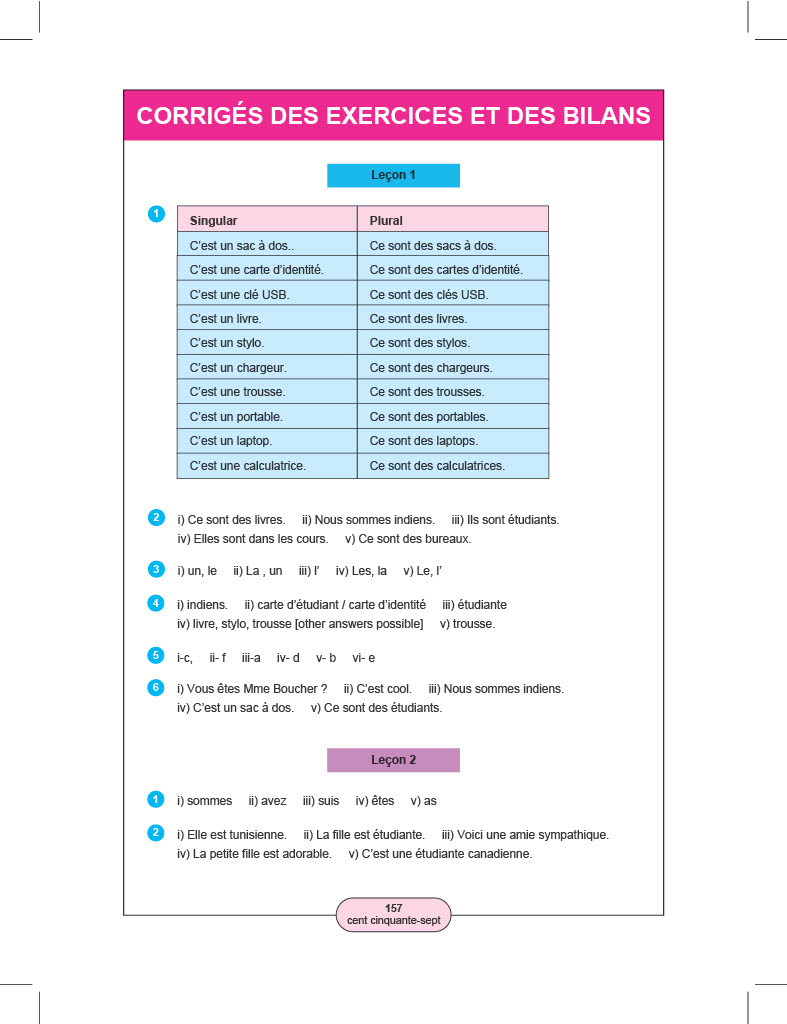 CORRIGÉS DES EXERCICES ET DES BILANS
Leçon 1
1
Singular Plural
C’est un sac à dos.. Ce sont des sacs à dos.
C’est une carte d’identité. Ce sont des cartes d’identité.
C’est une clé USB. Ce sont des clés USB.
C’est un livre. Ce sont des livres.
C’est un stylo. Ce sont des stylos.
C’est un chargeur. Ce sont des chargeurs.
C’est une trousse. Ce sont des trousses.
C’est un portable. Ce sont des portables.
C’est un laptop. Ce sont des laptops.
C’est une calculatrice. Ce sont des calculatrices.
2 i) Ce sont des livres. ii) Nous sommes indiens. iii) Ils sont étudiants.
iv) Elles sont dans les cours. v) Ce sont des bureaux.
3 i) un, le ii) La , un iii) l’ iv) Les, la v) Le, l’
4 i) indiens. ii) carte d’étudiant / carte d’identité iii) étudiante
iv) livre, stylo, trousse [other answers possible] v) trousse.
5 i-c, ii- f iii-a iv- d v- b vi- e
6 i) Vous êtes Mme Boucher ? ii) C’est cool. iii) Nous sommes indiens.
iv) C’est un sac à dos. v) Ce sont des étudiants.
Leçon 2
1 i) sommes ii) avez iii) suis iv) êtes v) as
2 i) Elle est tunisienne. ii) La fille est étudiante. iii) Voici une amie sympathique.
iv) La petite fille est adorable. v) C’est une étudiante canadienne.
157
cent cinquante-sept